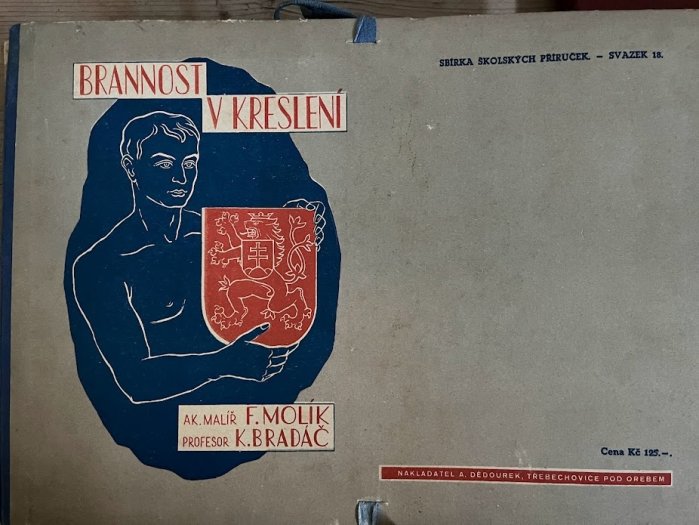 BRANNOST
V KRESLENÍ
SBÍRKA ŠKOLSKÝCH PŘÍRUČEK. – SVAZEK 18.
AK. MALÍŘ F. MOLIK
PROFESOR K. BRADÁČ
Cena Kč 125.–.
NAKLADATEL A. DĚDOUREK, TŘEBECHOVICE POD OREBEM